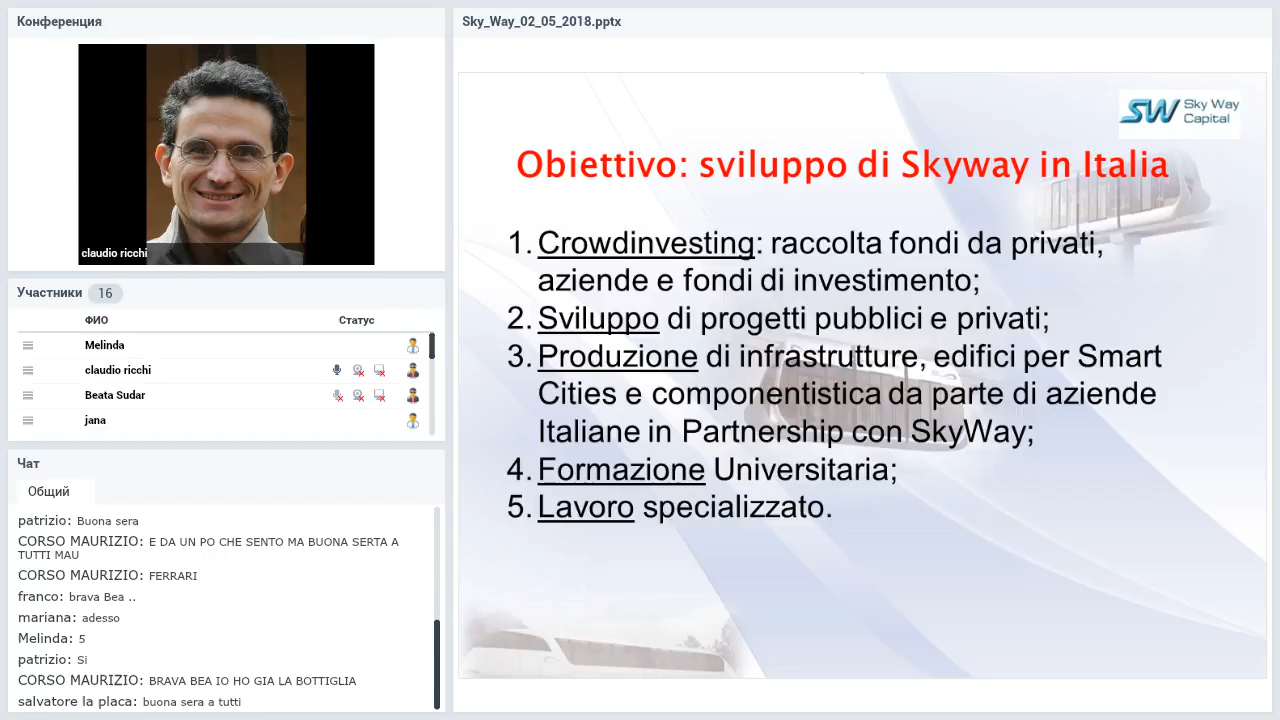 Конференция
claudio ricchi
Участники 16
ФИО Статус
Melinda
claudio ricchi
Beata Sudar
jana
Чат
Общий
patrizio: Buona sera
CORSO MAURIZIO: E DA UN PO CHE SENTO MA BUONA SERTA A
TUTTI MAU
CORSO MAURIZIO: FERRARI
franco: brava Bea ..
mariana: adesso
Melinda: 5
patrizio: Si
CORSO MAURIZIO: BRAVA BEA IO HO GIA LA BOTTIGLIA
salvatore la placa: buona sera a tutti
Sky_Way_02_05_2018.pptx
SW Sky Way
Capital
Obiettivo: sviluppo di Skyway in Italia
1. Crowdinvesting: raccolta fondi da privati,
aziende e fondi di investimento;
2. Sviluppo di progetti pubblici e privati;
3. Produzione di infrastrutture, edifici per Smart
Cities e componentistica da parte di aziende
Italiane in Partnership con SkyWay;
4. Formazione Universitaria;
5. Lavoro specializzato.